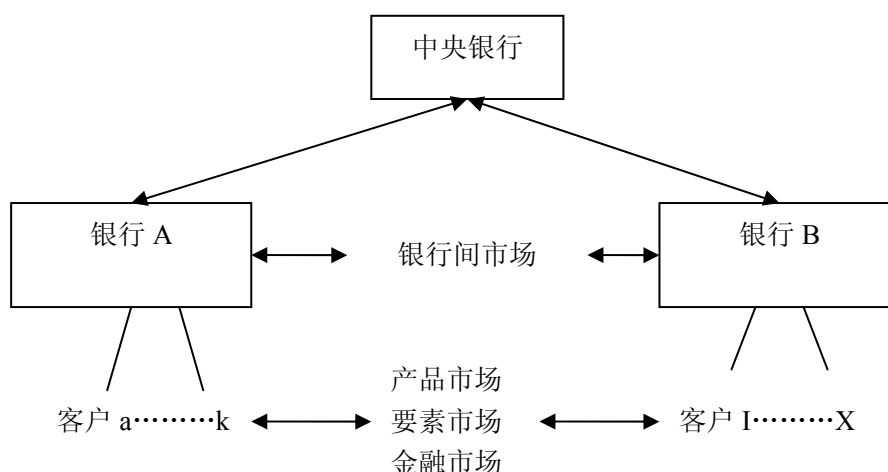 中央银行
银行 A
银行间市场
银行 B
产品市场
客户 a………k
要素市场
客户 I………X
金融市场